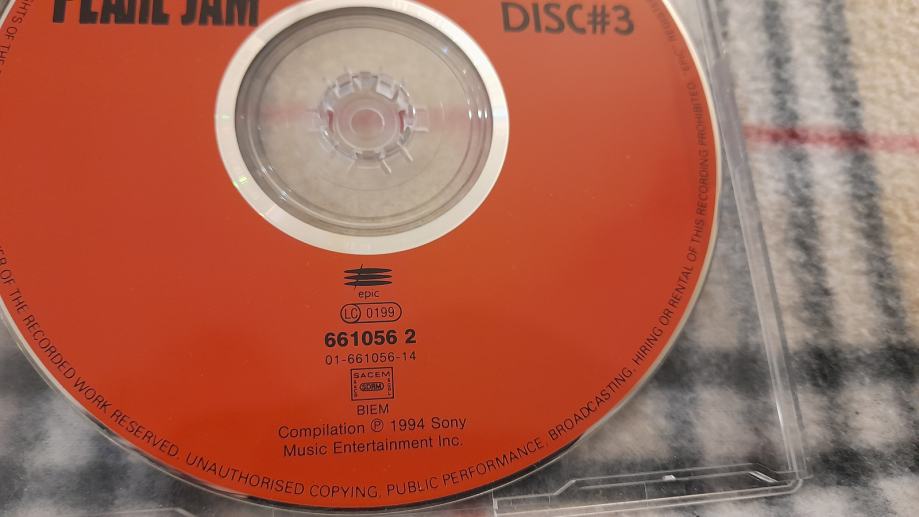 PEARL JAM
DISC#3
epic
LC 0199
661056 2
01-661056-14
SACEM
SDRM
BIEM
Compilation ℗ 1994 Sony
Music Entertainment Inc.
OF THE RECORDED WORK RESERVED. UNAUTHORISED COPYING, PUBLIC PERFORMANCE, BROADCASTING, HIRING OR RENTAL OF THIS RECORDING PROHIBITED.